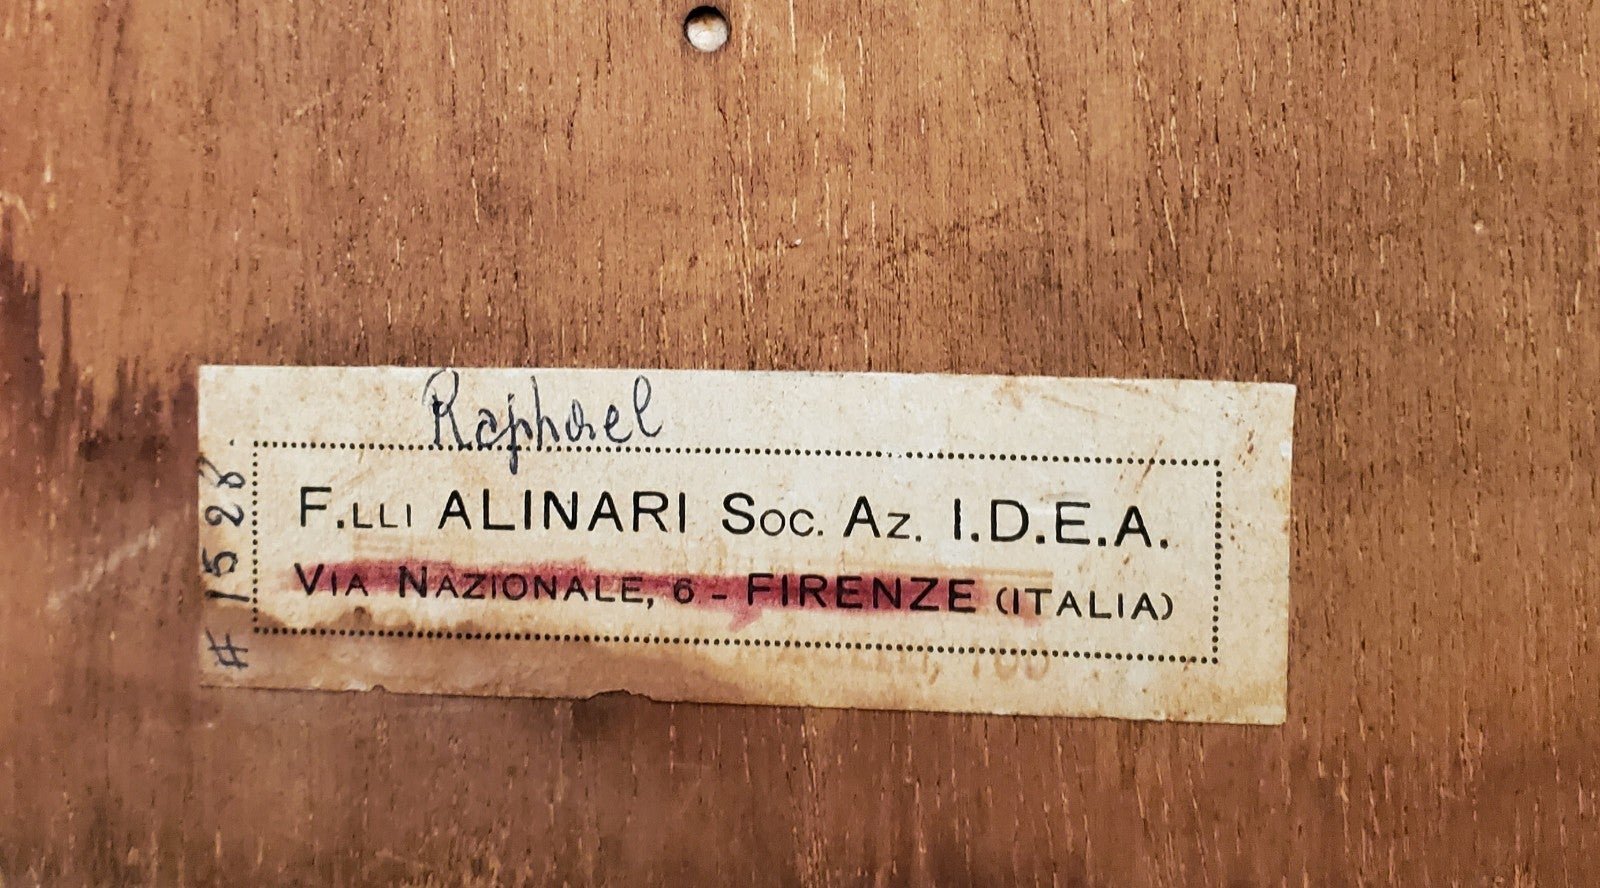 Raphael
F.LLI ALINARI SOC. AZ. I.D.E.A.
VIA NAZIONALE, 6 - FIRENZE (ITALIA)
# 1528